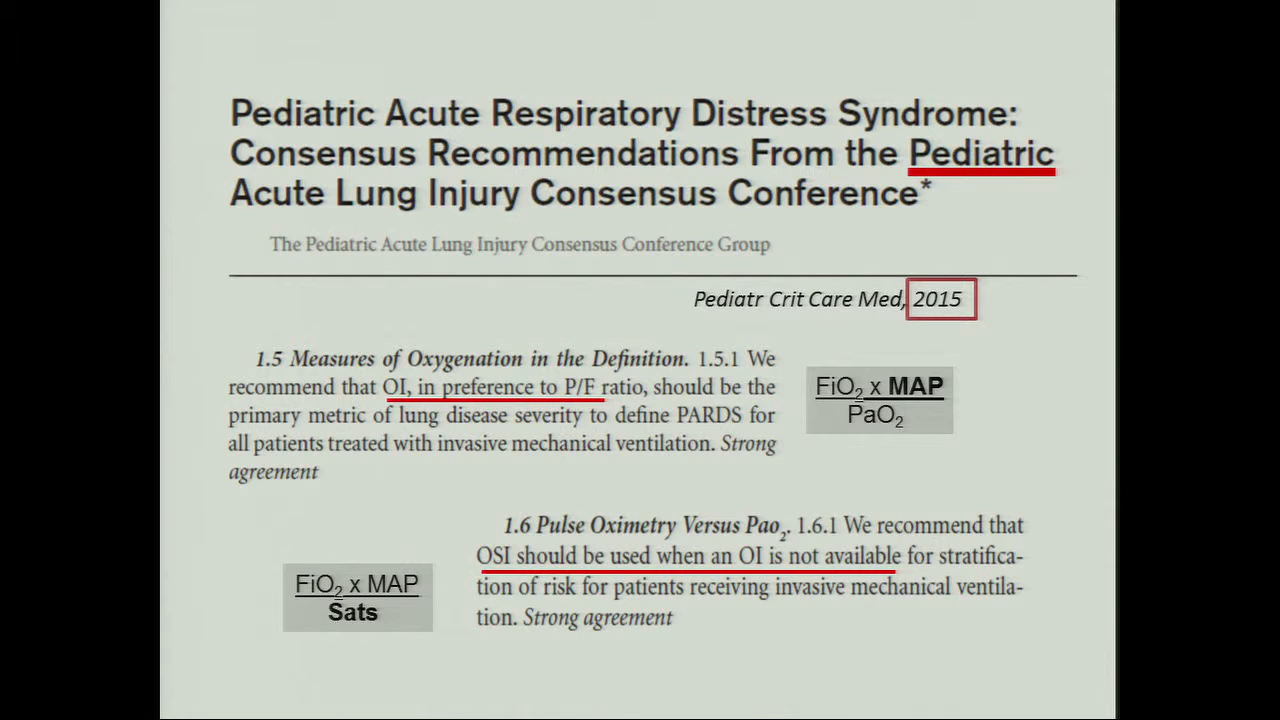 Pediatric Acute Respiratory Distress Syndrome:
Consensus Recommendations From the Pediatric
Acute Lung Injury Consensus Conference*
The Pediatric Acute Lung Injury Consensus Conference Group
Pediatr Crit Care Med, 2015
1.5 Measures of Oxygenation in the Definition. 1.5.1 We
recommend that OI, in preference to P/F ratio, should be the
primary metric of lung disease severity to define PARDS for
all patients treated with invasive mechanical ventilation. Strong
agreement
FiO₂ x MAP
PaO₂
1.6 Pulse Oximetry Versus Pao₂. 1.6.1 We recommend that
OSI should be used when an OI is not available for stratifica-
tion of risk for patients receiving invasive mechanical ventila-
tion. Strong agreement
FiO₂ x MAP
Sats